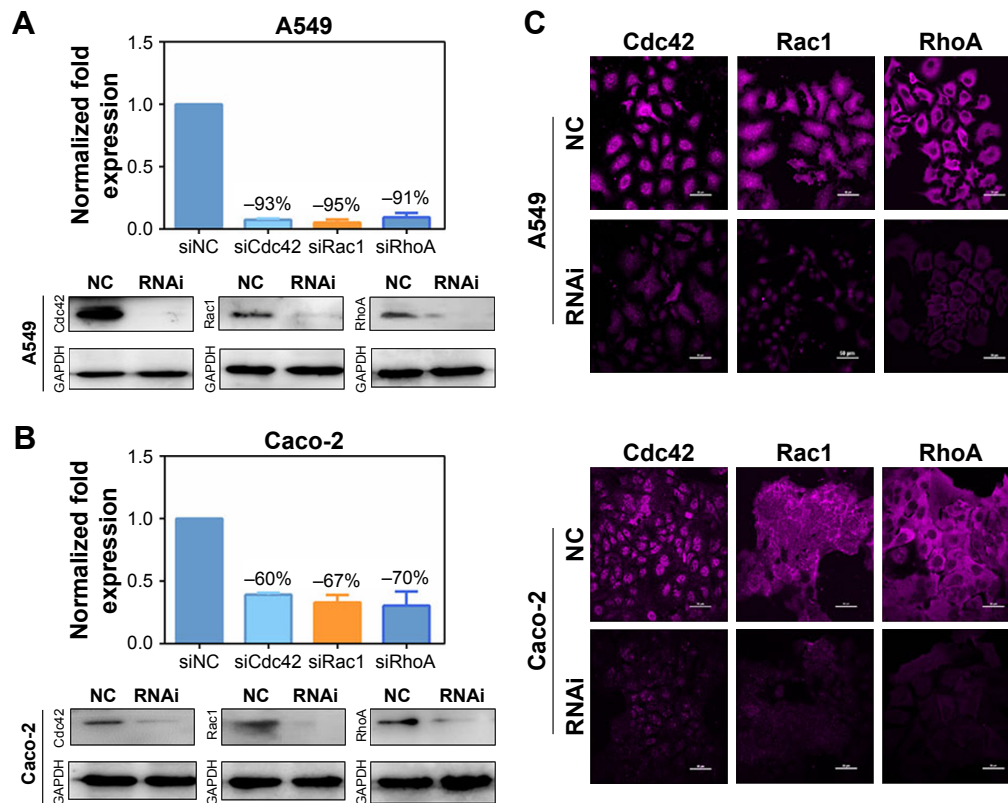 A
A549
Normalized fold
expression
1.5
1.0
0.5
0.0
–93%
–95%
–91%
siNC siCdc42 siRac1 siRhoA
A549
NC RNAi NC RNAi NC RNAi
Cdc42 Rac1 RhoA
GAPDH GAPDH GAPDH
B
Caco-2
Normalized fold
expression
1.5
1.0
0.5
0.0
–60%
–67%
–70%
siNC siCdc42 siRac1 siRhoA
Caco-2
NC RNAi NC RNAi NC RNAi
Cdc42 Rac1 RhoA
GAPDH GAPDH GAPDH
C
Cdc42 Rac1 RhoA
A549
NC
RNAi
50 µm
Cdc42 Rac1 RhoA
Caco-2
NC
RNAi